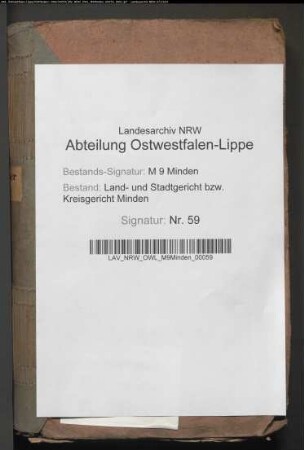 Landesarchiv NRW
Abteilung Ostwestfalen-Lippe
Bestands-Signatur: M 9 Minden
Bestand: Land- und Stadtgericht bzw.
Kreisgericht Minden
Signatur: Nr. 59
LAV_NRW_OWL_M9Minden_00059